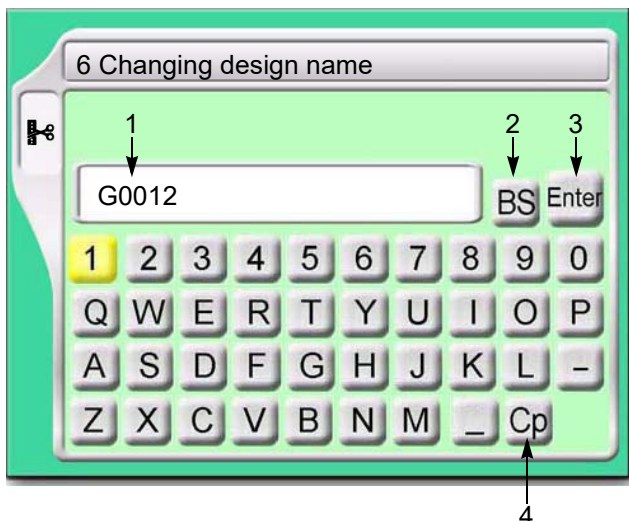 6 Changing design name
1 2 3
G0012 BS Enter
1 2 3 4 5 6 7 8 9 0
Q W E R T Y U I O P
A S D F G H J K L -
Z X C V B N M _ Cp
4